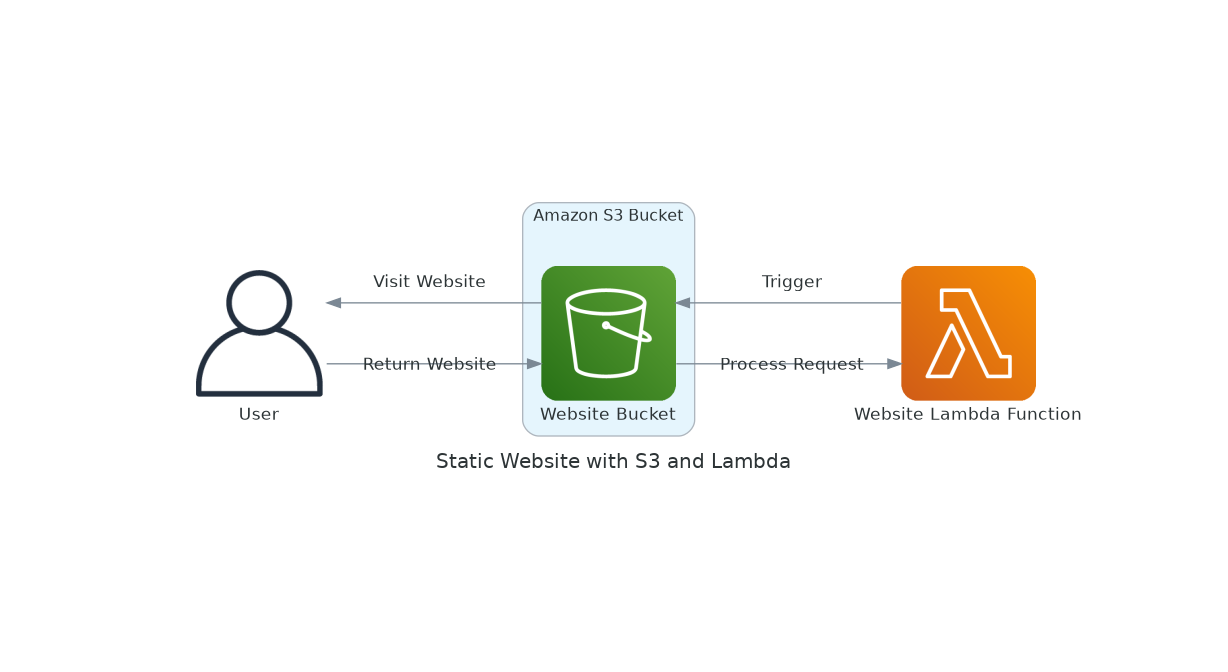 Amazon S3 Bucket
Visit Website
Trigger
Return Website
Process Request
User
Website Bucket
Website Lambda Function
Static Website with S3 and Lambda